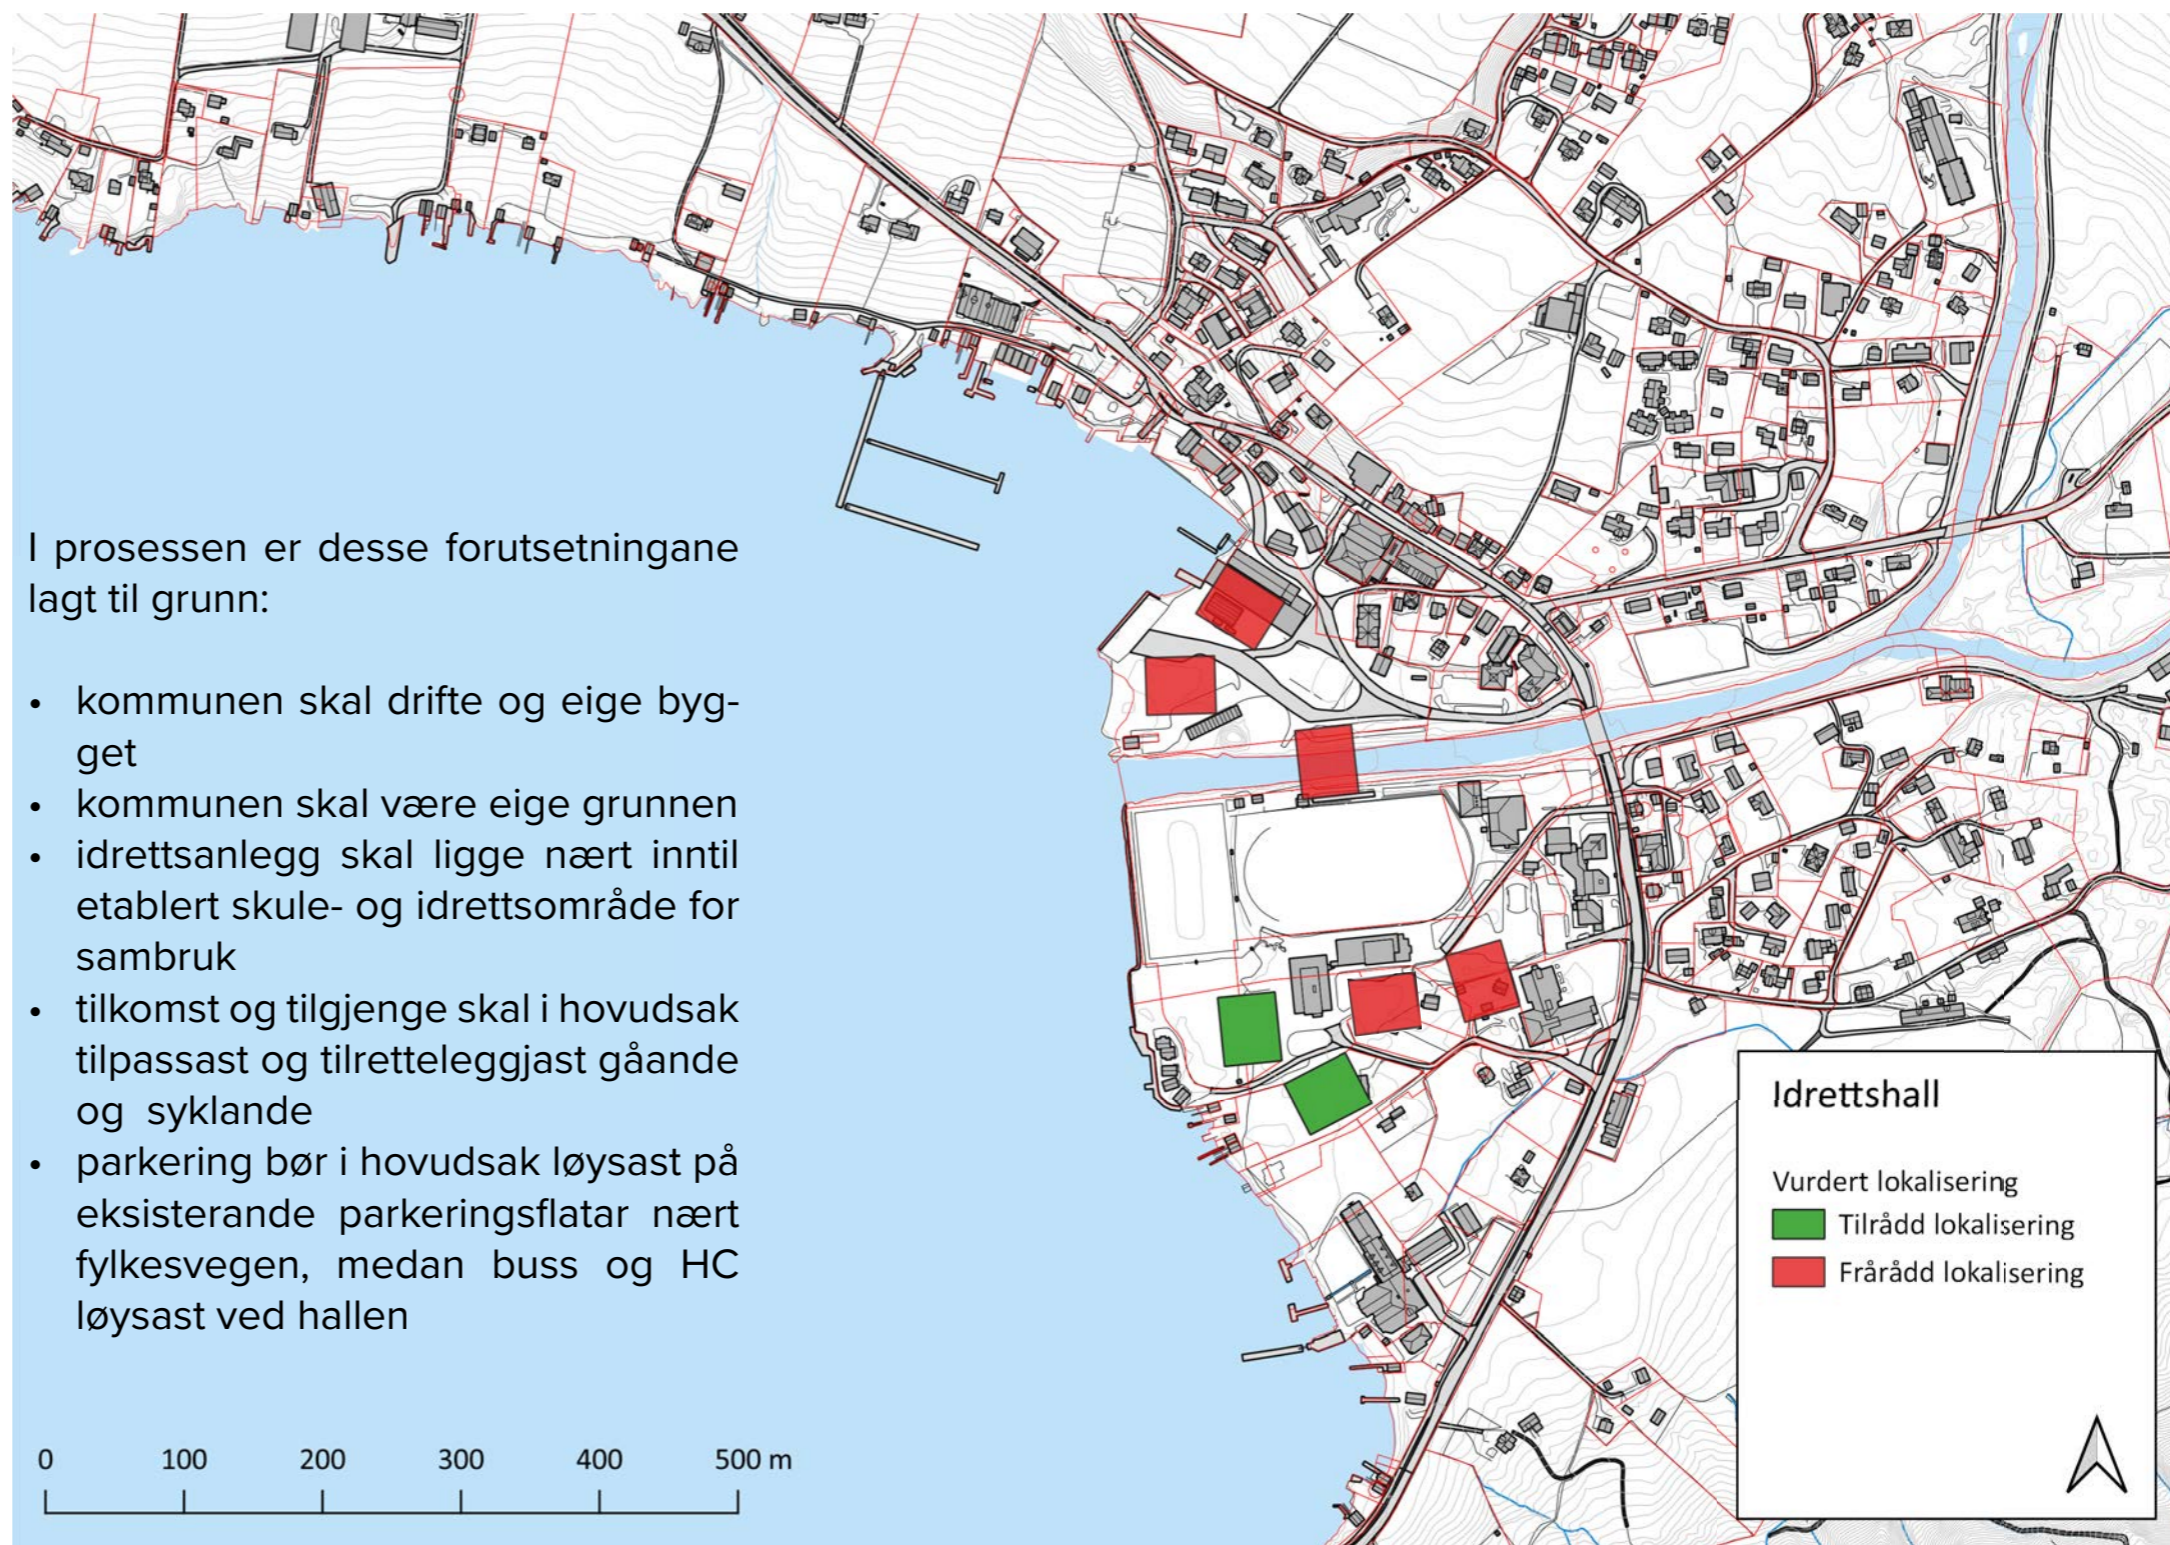 I prosessen er desse forutsetningane
lagt til grunn:
• kommunen skal drifte og eige byg-
get
• kommunen skal være eige grunnen
• idrettsanlegg skal ligge nært inntil
etablert skule- og idrettsområde for
sambruk
• tilkomst og tilgjenge skal i hovudsak
tilpassast og tilretteleggjast gåande
og syklande
• parkering bør i hovudsak løysast på
eksisterande parkeringsflatar nært
fylkesvegen, medan buss og HC
løysast ved hallen
0 100 200 300 400 500 m
Idrettshall
Vurdert lokalisering
Tilrådd lokalisering
Frårådd lokalisering